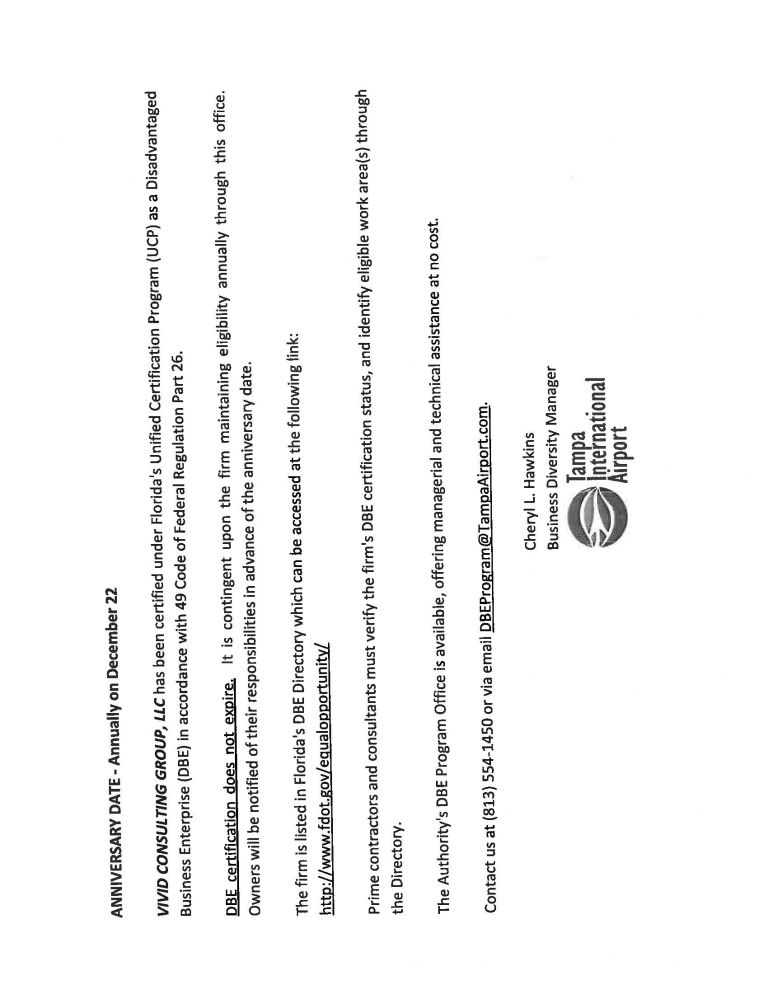 ANNIVERSARY DATE - Annually on December 22
VIVID CONSULTING GROUP, LLC has been certified under Florida's Unified Certification Program (UCP) as a Disadvantaged
Business Enterprise (DBE) in accordance with 49 Code of Federal Regulation Part 26.
DBE certification does not expire. It is contingent upon the firm maintaining eligibility annually through this office.
Owners will be notified of their responsibilities in advance of the anniversary date.
The firm is listed in Florida's DBE Directory which can be accessed at the following link:
http://www.fdot.gov/equalopportunity/
Prime contractors and consultants must verify the firm's DBE certification status, and identify eligible work area(s) through
the Directory.
The Authority's DBE Program Office is available, offering managerial and technical assistance at no cost.
Contact us at (813) 554-1450 or via email DBEProgram@TampaAirport.com.
Cheryl L. Hawkins
Business Diversity Manager
Tampa
International
Airport